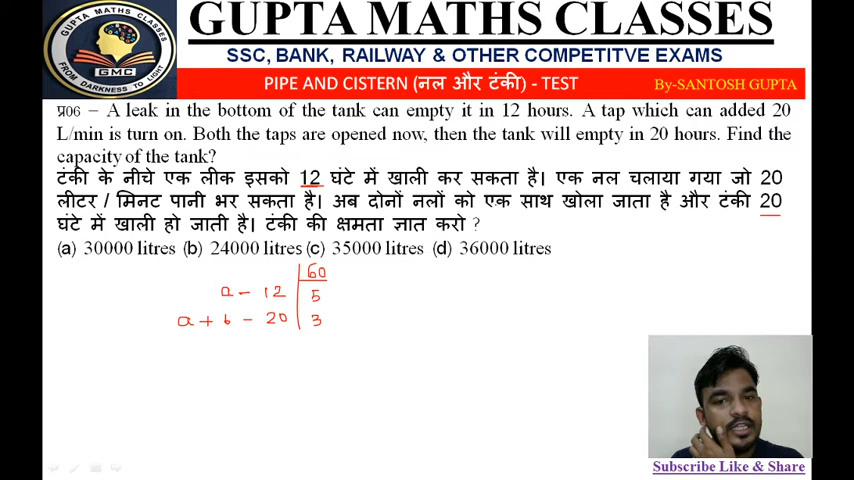 GUPTA MATHS CLASSES
GUPTA MATHS CLASSES
GMC
FROM DARKNESS TO LIGHT
SSC, BANK, RAILWAY & OTHER COMPETITVE EXAMS
PIPE AND CISTERN (नल और टंकी) - TEST
By-SANTOSH GUPTA
प्र06 – A leak in the bottom of the tank can empty it in 12 hours. A tap which can added 20
L/min is turn on. Both the taps are opened now, then the tank will empty in 20 hours. Find the
capacity of the tank?
टंकी के नीचे एक लीक इसको 12 घंटे में खाली कर सकता है। एक नल चलाया गया जो 20
लीटर / मिनट पानी भर सकता है। अब दोनों नलों को एक साथ खोला जाता है और टंकी 20
घंटे में खाली हो जाती है। टंकी की क्षमता ज्ञात करो ?
(a) 30000 litres (b) 24000 litres (c) 35000 litres (d) 36000 litres
60
a - 12 5
a + b - 20 3
Subscribe Like & Share